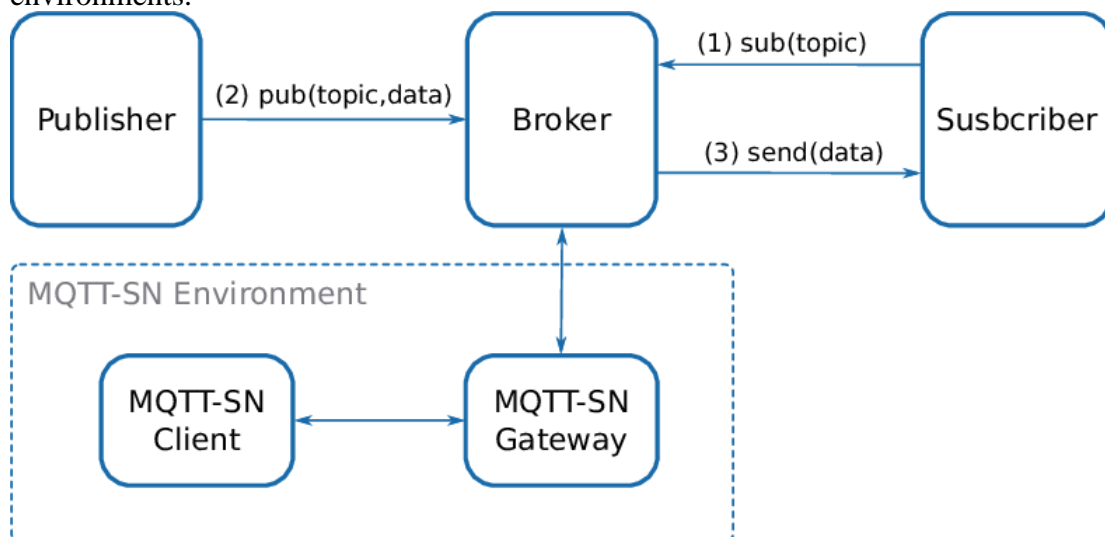 environments.
(1) sub(topic)
Publisher
(2) pub(topic,data)
Broker
Susbcriber
(3) send(data)
MQTT-SN Environment
MQTT-SN
Client
MQTT-SN
Gateway